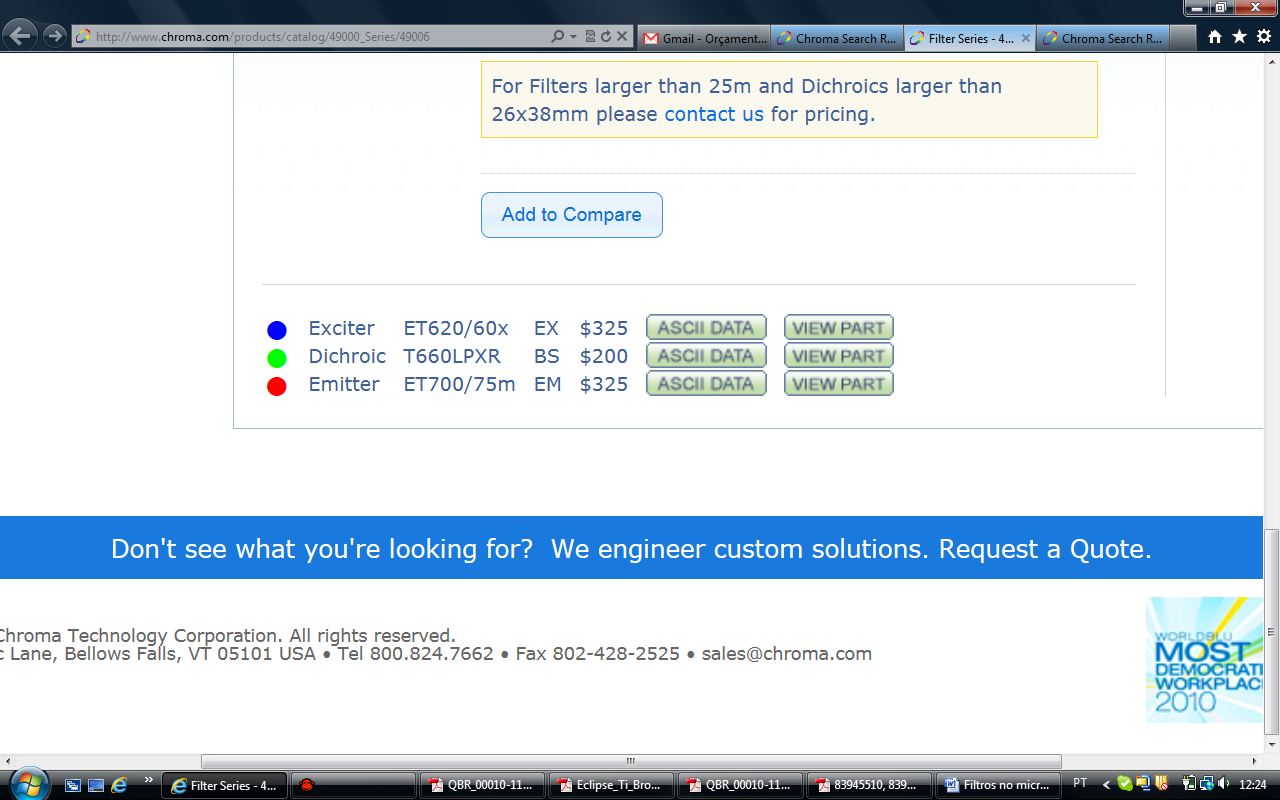 http://www.chroma.com/products/catalog/49000_Series/49006
Gmail - Orçament...
Chroma Search R...
Filter Series - 4...
Chroma Search R...
For Filters larger than 25m and Dichroics larger than
26x38mm please contact us for pricing.
Add to Compare
Exciter ET620/60x EX $325 ASCII DATA VIEW PART
Dichroic T660LPXR BS $200 ASCII DATA VIEW PART
Emitter ET700/75m EM $325 ASCII DATA VIEW PART
Don't see what you're looking for? We engineer custom solutions. Request a Quote.
Chroma Technology Corporation. All rights reserved.
c Lane, Bellows Falls, VT 05101 USA • Tel 800.824.7662 • Fax 802-428-2525 • sales@chroma.com
WORLDBLU
MOST
DEMOCRATI
WORKPLAC
2010
Filter Series - 4...
QBR_00010-11...
Eclipse_Ti_Bro...
QBR_00010-11...
83945510, 839...
Filtros no micr...
PT
12:24